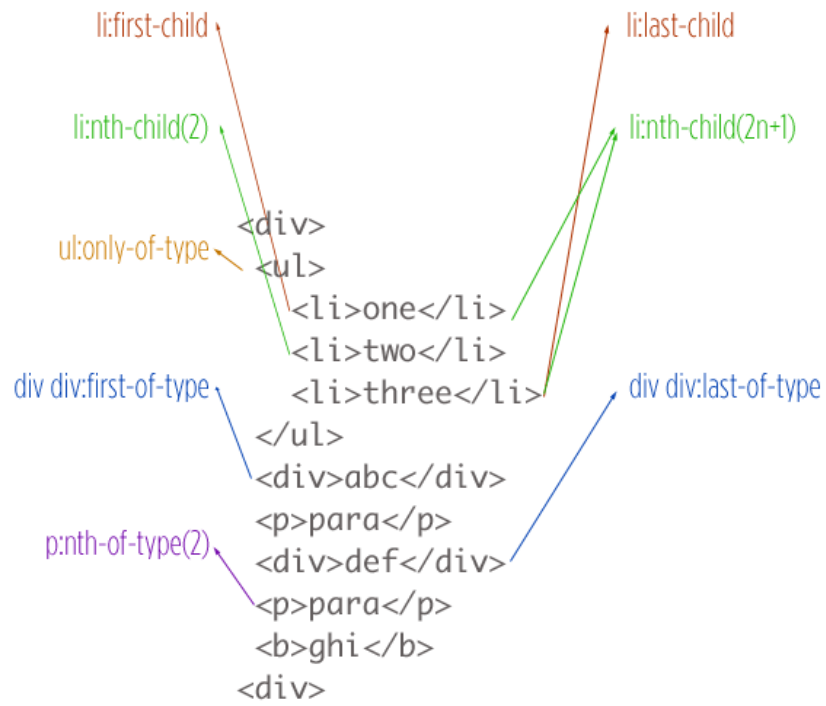 li:first-child
li:last-child
li:nth-child(2)
li:nth-child(2n+1)
<div>
ul:only-of-type
<ul>
<li>one</li>
<li>two</li>
<li>three</li>
div div:first-of-type
div div:last-of-type
</ul>
<div>abc</div>
<p>para</p>
p:nth-of-type(2)
<div>def</div>
<p>para</p>
<b>ghi</b>
<div>